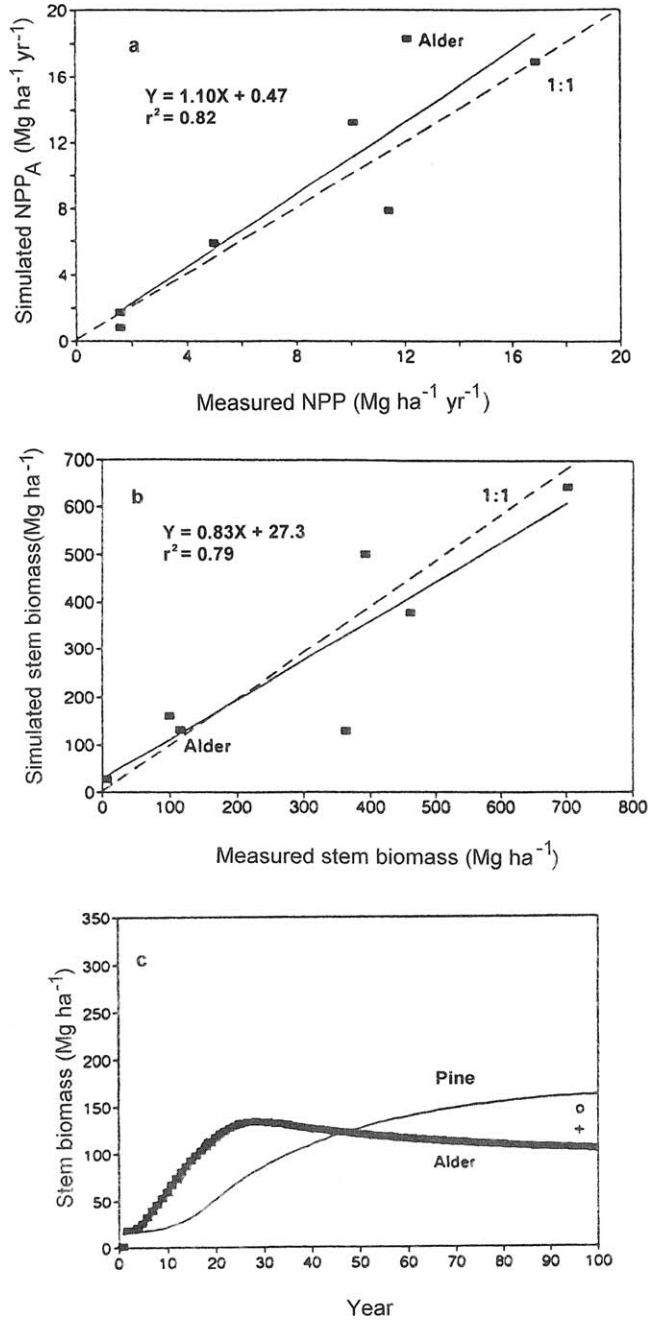 20
16
12
8
4
0
Simulated NPPA (Mg ha-1 yr-1)
a
Y = 1.10X + 0.47
r2 = 0.82
Alder
1:1
0 4 8 12 16 20
Measured NPP (Mg ha-1 yr-1)
700
600
500
400
300
200
100
0
Simulated stem biomass(Mg ha-1)
b
Y = 0.83X + 27.3
r2 = 0.79
1:1
Alder
0 100 200 300 400 500 600 700 800
Measured stem biomass (Mg ha-1)
350
300
250
200
150
100
50
0
Stem biomass (Mg ha-1)
c
Pine
Alder
0 10 20 30 40 50 60 70 80 90 100
Year